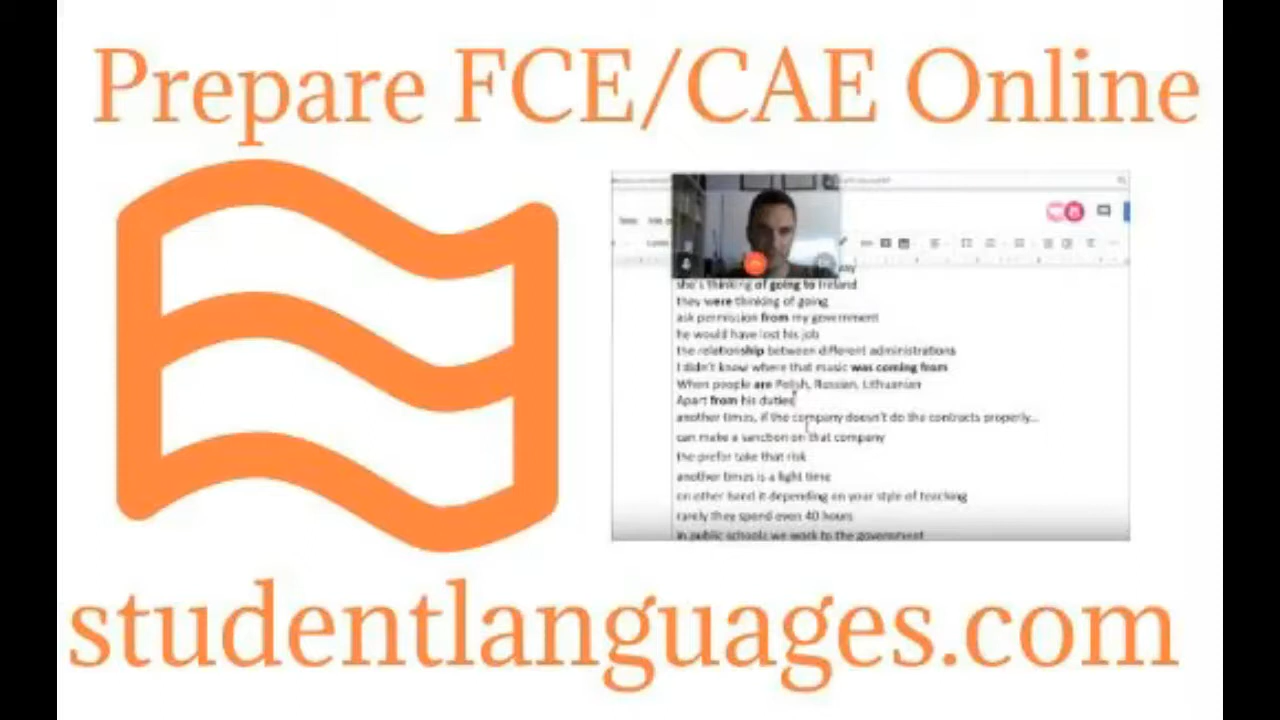 Prepare FCE/CAE Online
she's thinking of going to Ireland
they were thinking of going
ask permission from my government
he would have lost his job
the relationship between different administrations
I didn't know where that music was coming from
When people are Polish, Russian, Lithuanian
Apart from his duties
another times, if the company doesn't do the contracts properly...
can make a sanction on that company
the prefer take that risk
another times is a light time
on other hand it depending on your style of teaching
rarely they spend even 40 hours
in public schools we work to the government
studentlanguages.com